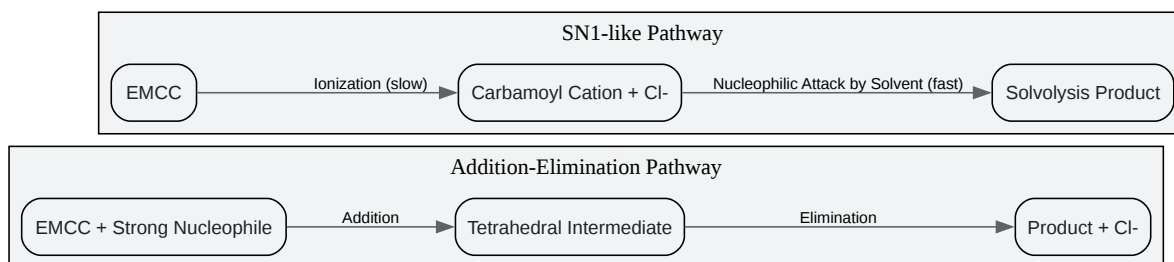 SN1-like Pathway
EMCC
Ionization (slow)
Carbamoyl Cation + Cl-
Nucleophilic Attack by Solvent (fast)
Solvolysis Product
Addition-Elimination Pathway
EMCC + Strong Nucleophile
Addition
Tetrahedral Intermediate
Elimination
Product + Cl-